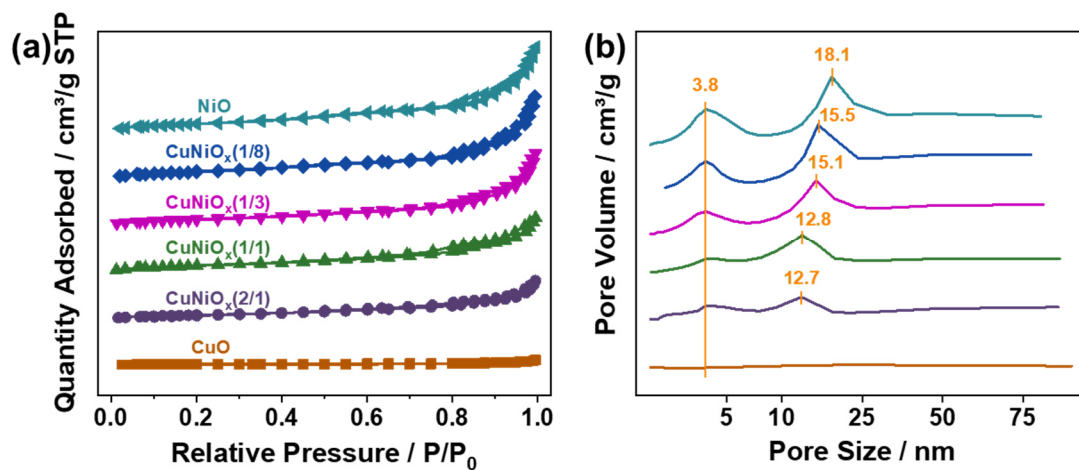 (a)
Quantity Adsorbed / cm³/g STP
NiO
CuNiOₓ(1/8)
CuNiOₓ(1/3)
CuNiOₓ(1/1)
CuNiOₓ(2/1)
CuO
0.0 0.2 0.4 0.6 0.8 1.0
Relative Pressure / P/P₀
(b)
Pore Volume / cm³/g
18.1
3.8
15.5
15.1
12.8
12.7
5 10 25 50 75
Pore Size / nm